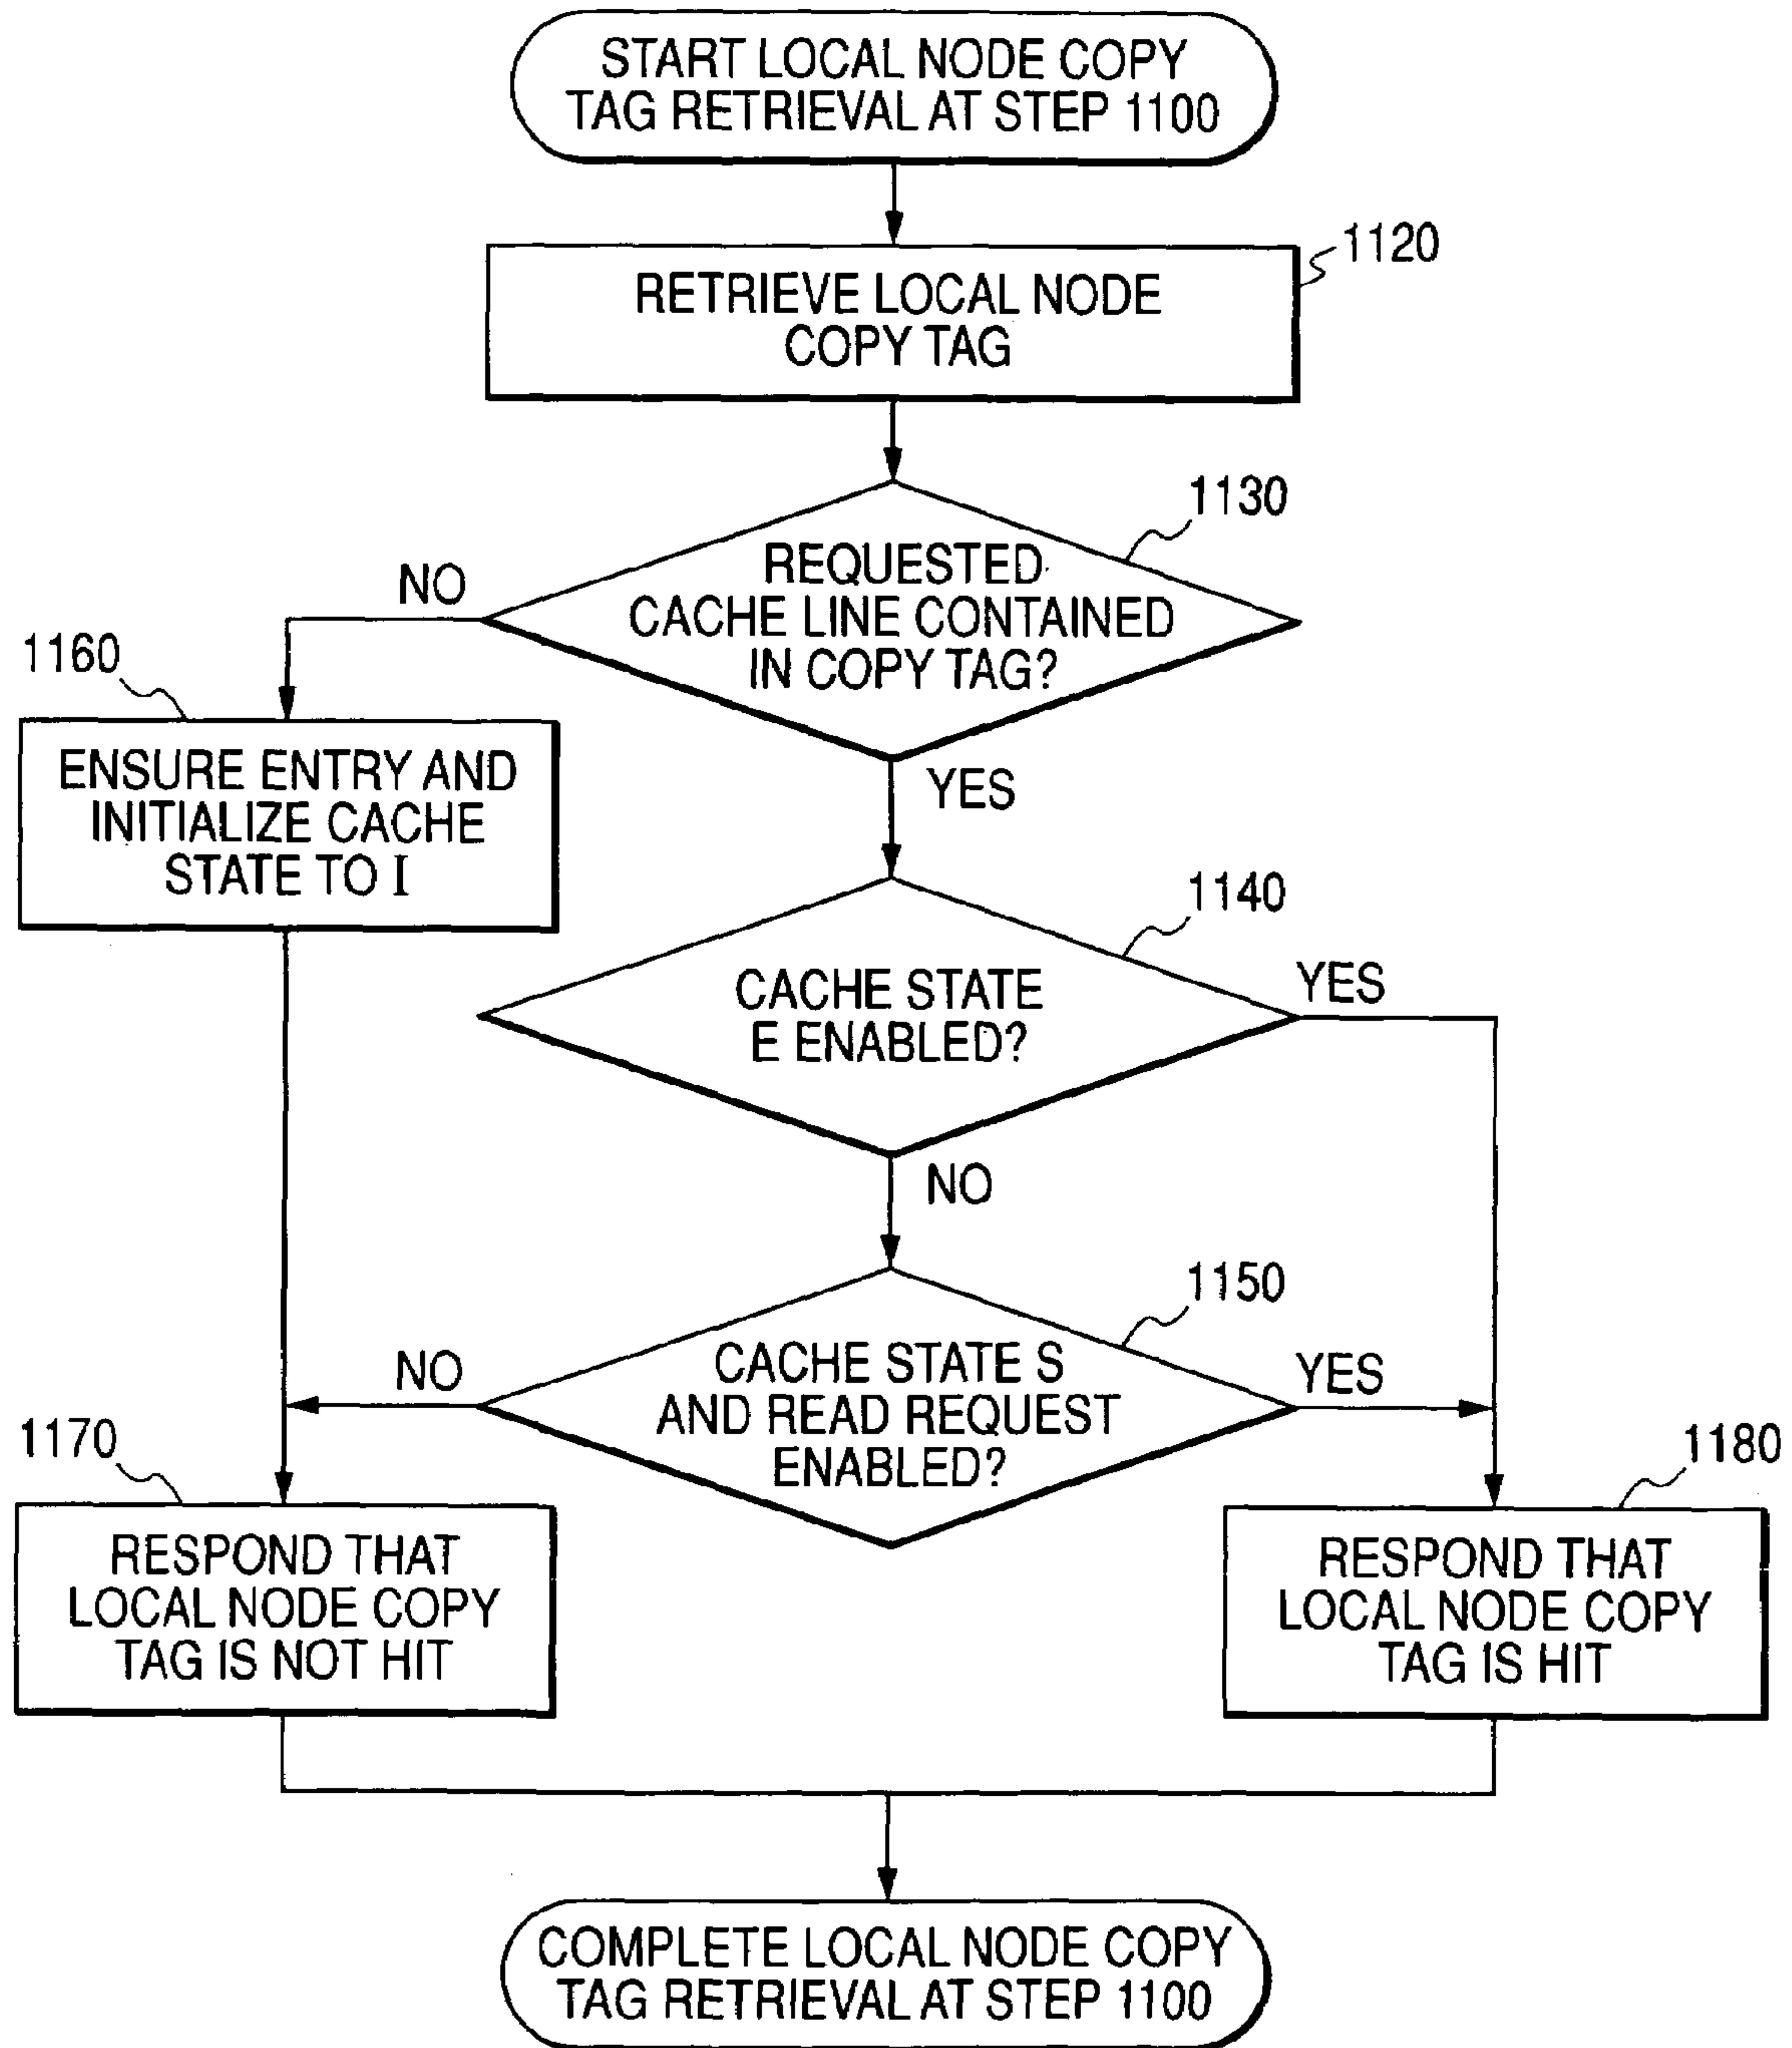 START LOCAL NODE COPY
TAG RETRIEVAL AT STEP 1100
1120
RETRIEVE LOCAL NODE
COPY TAG
1130
REQUESTED
CACHE LINE CONTAINED
IN COPY TAG?
NO
YES
1160
ENSURE ENTRY AND
INITIALIZE CACHE
STATE TO I
1140
CACHE STATE
E ENABLED?
YES
NO
1150
CACHE STATE S
AND READ REQUEST
ENABLED?
NO
YES
1170
RESPOND THAT
LOCAL NODE COPY
TAG IS NOT HIT
1180
RESPOND THAT
LOCAL NODE COPY
TAG IS HIT
COMPLETE LOCAL NODE COPY
TAG RETRIEVAL AT STEP 1100